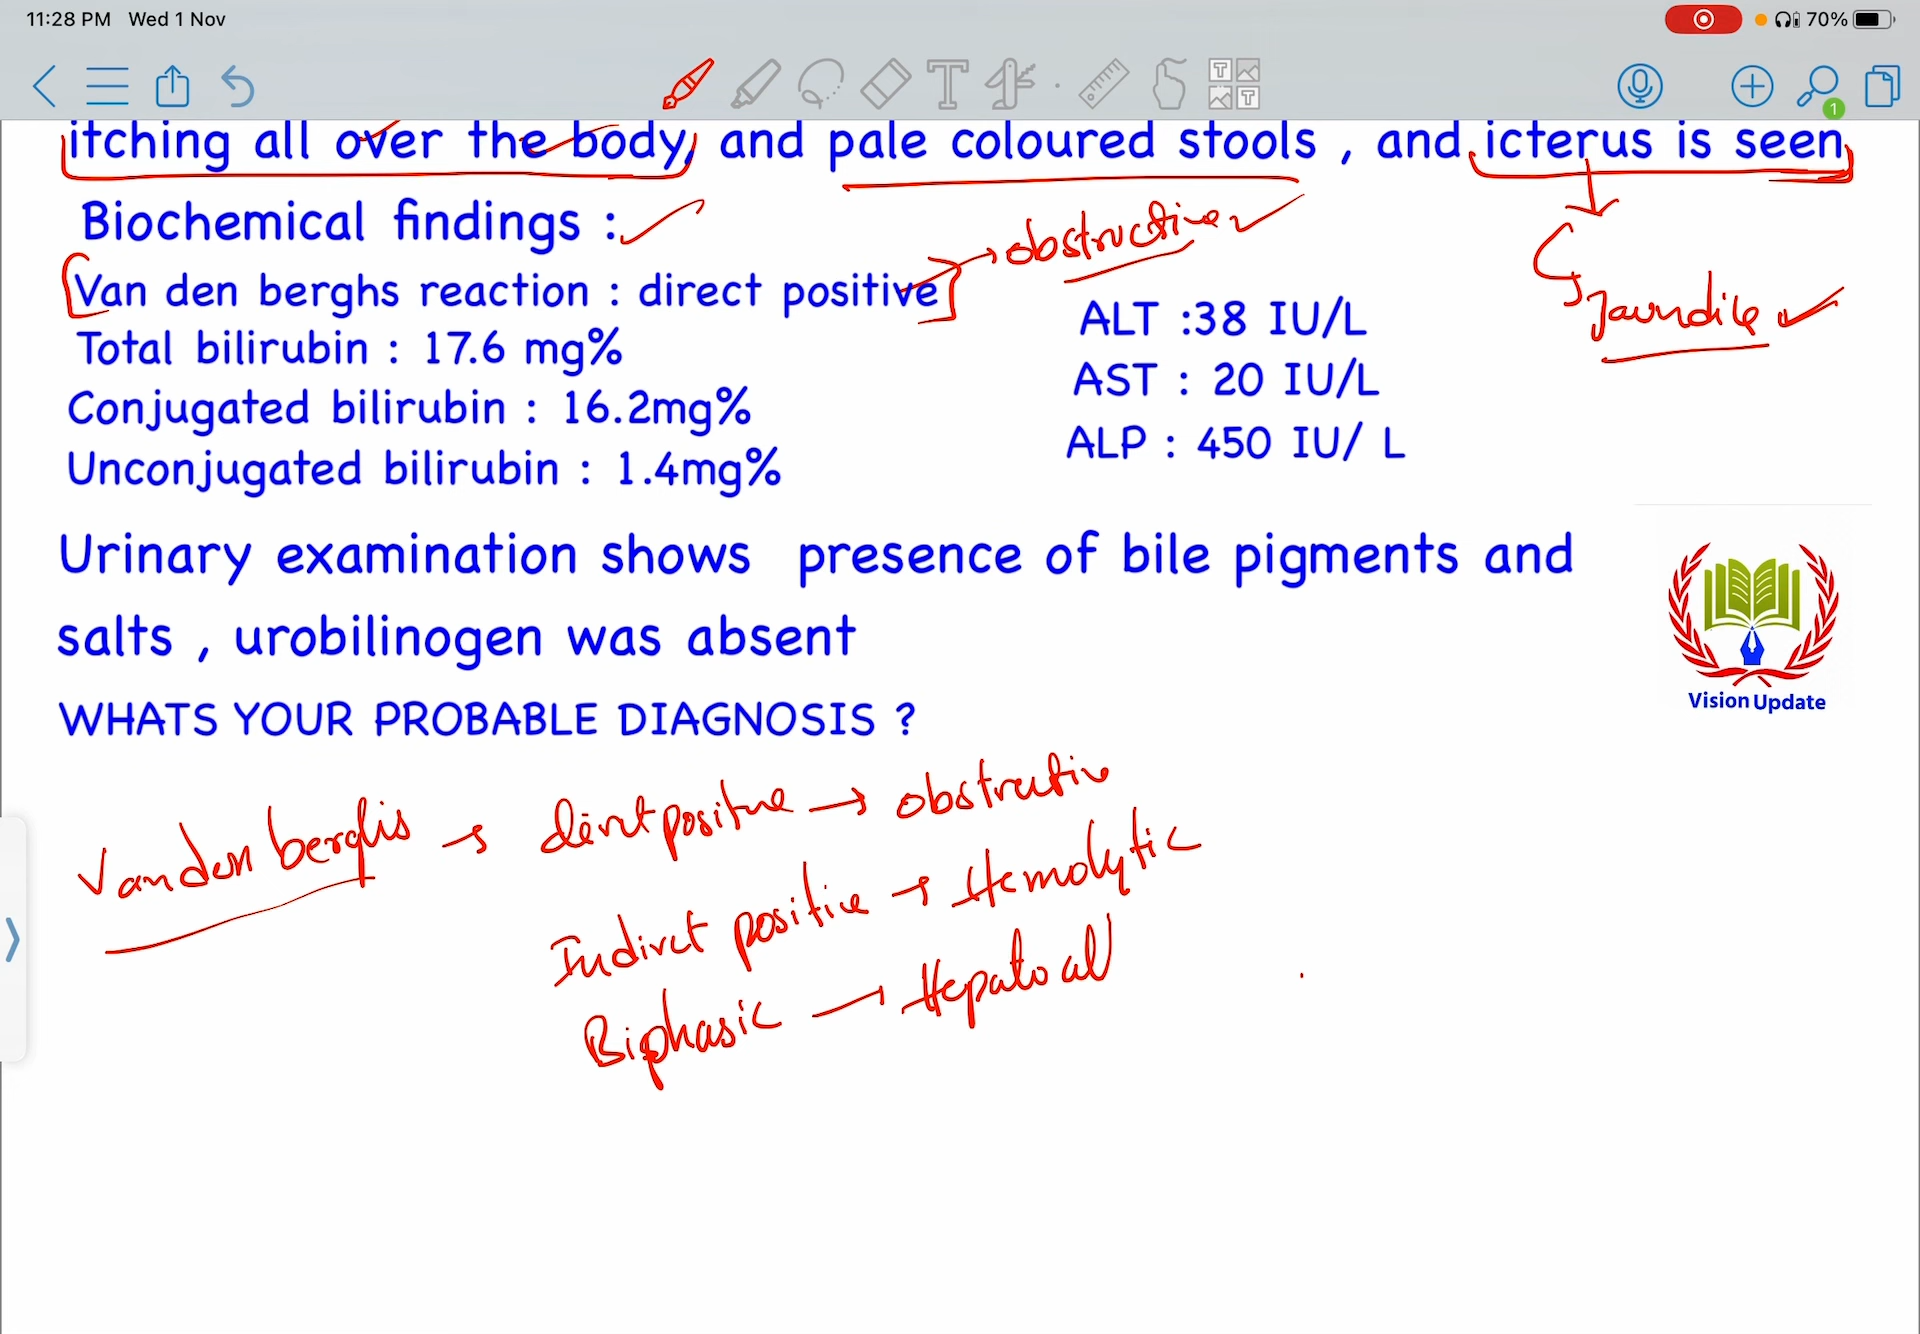 11:28 PM Wed 1 Nov 70%
1
itching all over the body, and pale coloured stools , and icterus is seen
Biochemical findings :
obstructive
Van den berghs reaction : direct positive
Jaundice
Total bilirubin : 17.6 mg%
Conjugated bilirubin : 16.2mg%
Unconjugated bilirubin : 1.4mg%
ALT :38 IU/L
AST : 20 IU/L
ALP : 450 IU/ L
Urinary examination shows presence of bile pigments and
salts , urobilinogen was absent
Vision Update
WHATS YOUR PROBABLE DIAGNOSIS ?
Vanden berghs → direct positive → obstructive
Indirect positive → Hemolytic
Biphasic →